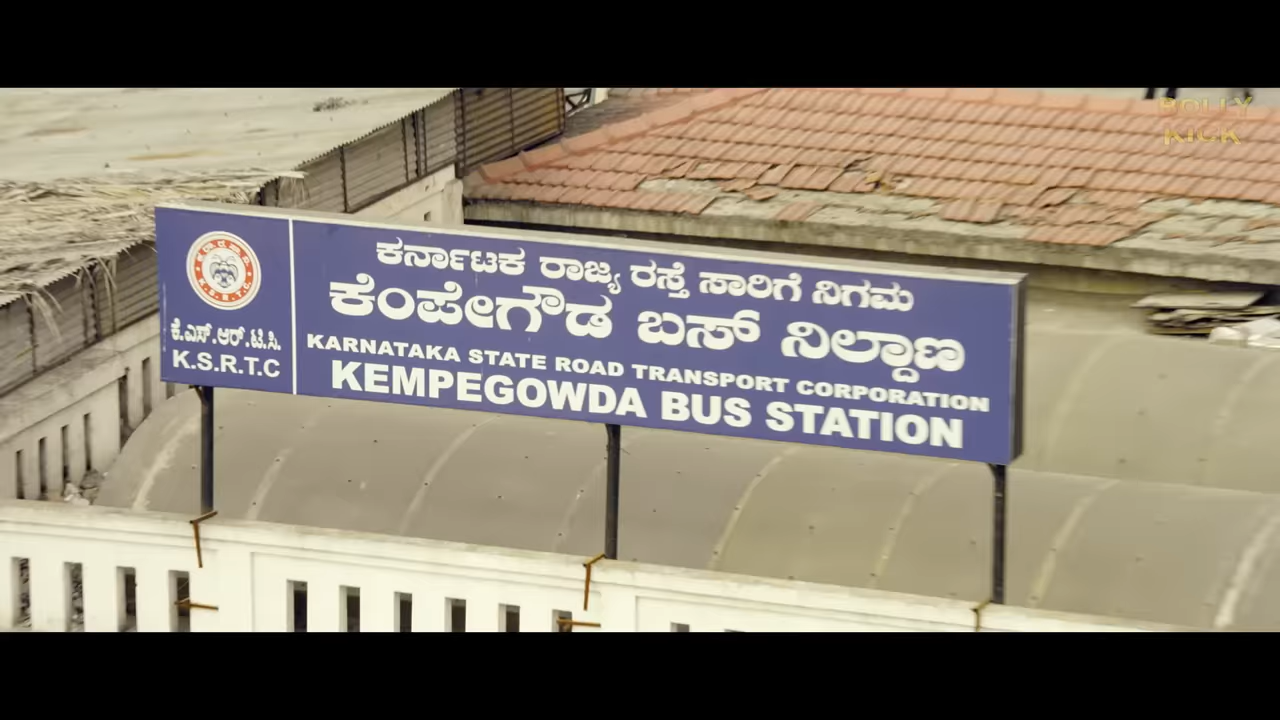 ಕರ್ನಾಟಕ ರಾಜ್ಯ ರಸ್ತೆ ಸಾರಿಗೆ ನಿಗಮ
ಕೆಂಪೇಗೌಡ ಬಸ್ ನಿಲ್ದಾಣ
KARNATAKA STATE ROAD TRANSPORT CORPORATION
KEMPEGOWDA BUS STATION
ಕೆ.ಎಸ್.ಆರ್.ಟಿ.ಸಿ.
K.S.R.T.C
BOLLY
KICK